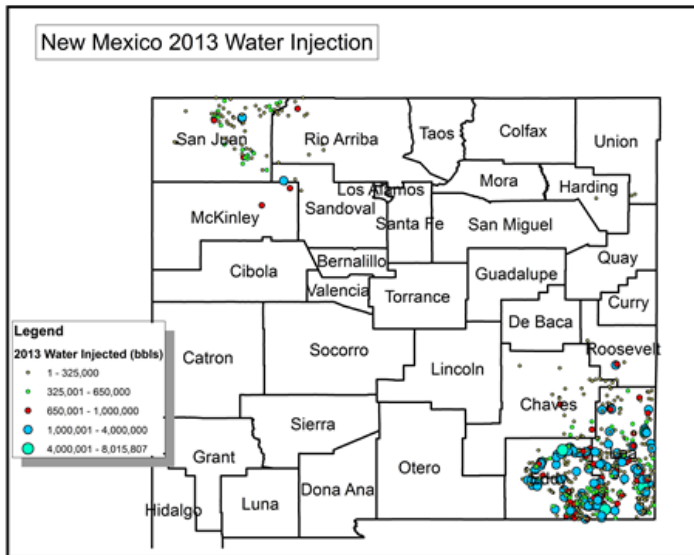 New Mexico 2013 Water Injection
San Juan
Rio Arriba
Taos
Colfax
Union
Los Alamos
Mora
Harding
McKinley
Sandoval
Santa Fe
San Miguel
Bernalillo
Quay
Cibola
Guadalupe
Valencia
Torrance
Curry
De Baca
Legend
2013 Water Injected (bbls)
1 - 325,000
325,001 - 650,000
650,001 - 1,000,000
1,000,001 - 4,000,000
4,000,001 - 8,015,807
Catron
Socorro
Lincoln
Roosevelt
Chaves
Sierra
Grant
Otero
Hidalgo
Luna
Dona Ana